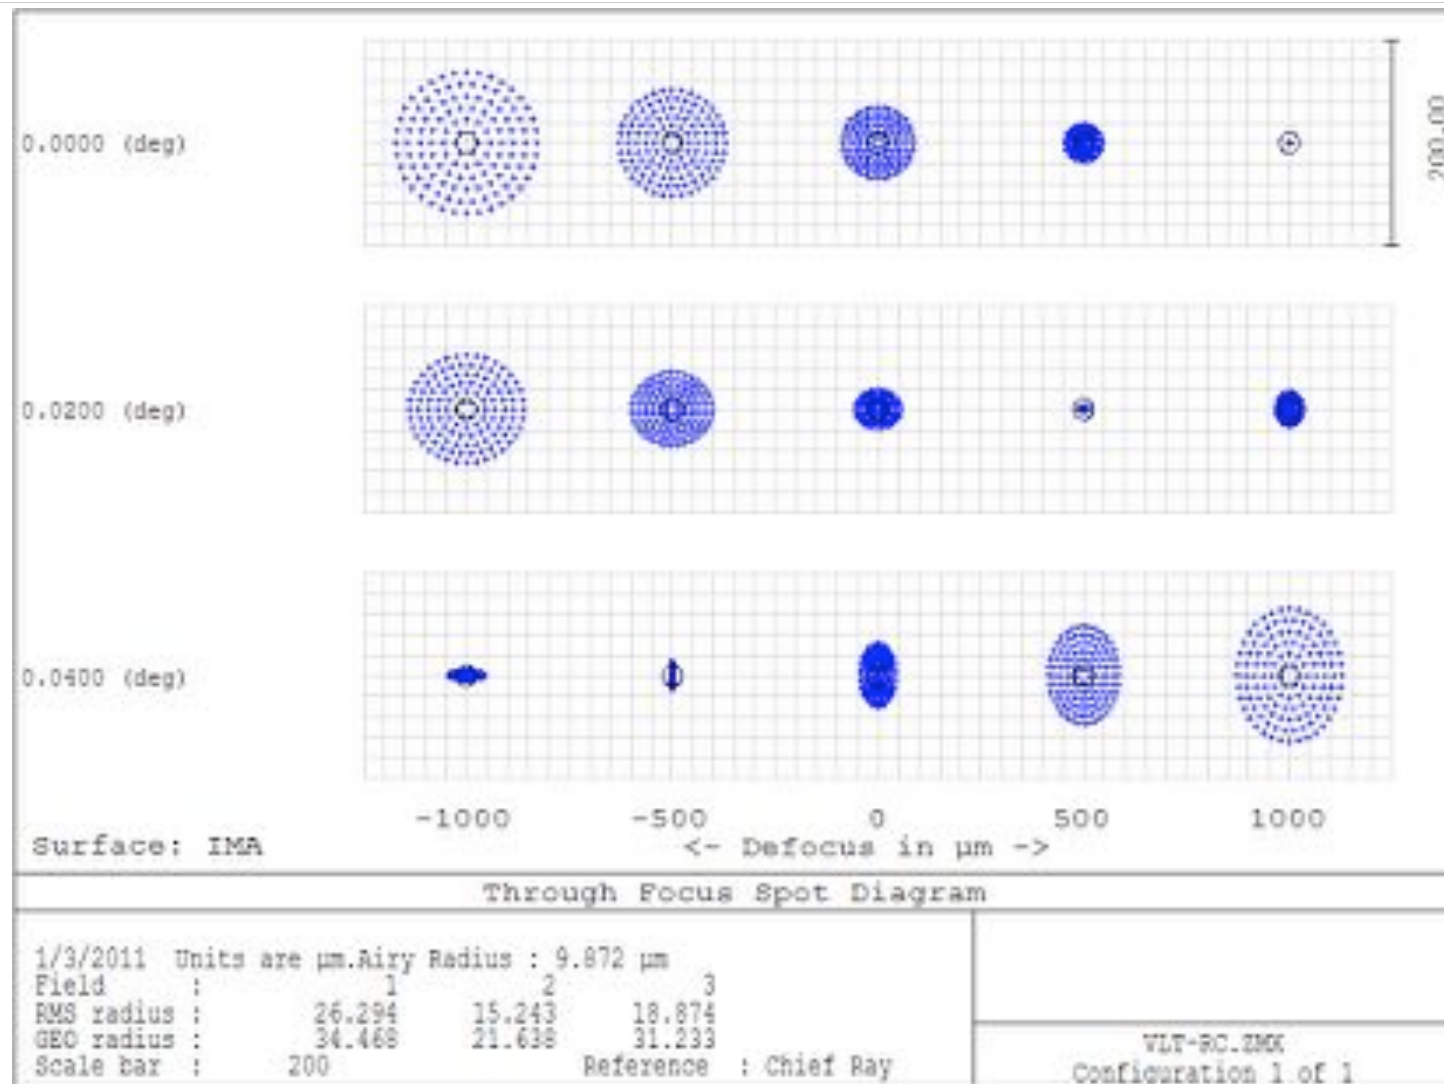 0.0000 (deg)
200.00
0.0200 (deg)
0.0400 (deg)
-1000 -500 0 500 1000
Surface: IMA
<- Defocus in µm ->
Through Focus Spot Diagram
1/3/2011 Units are µm.Airy Radius : 9.872 µm
Field : 1 2 3
RMS radius : 26.294 15.243 18.874
GEO radius : 34.468 21.638 31.233
Scale bar : 200 Reference : Chief Ray
VLT-RC.ZMX
Configuration 1 of 1